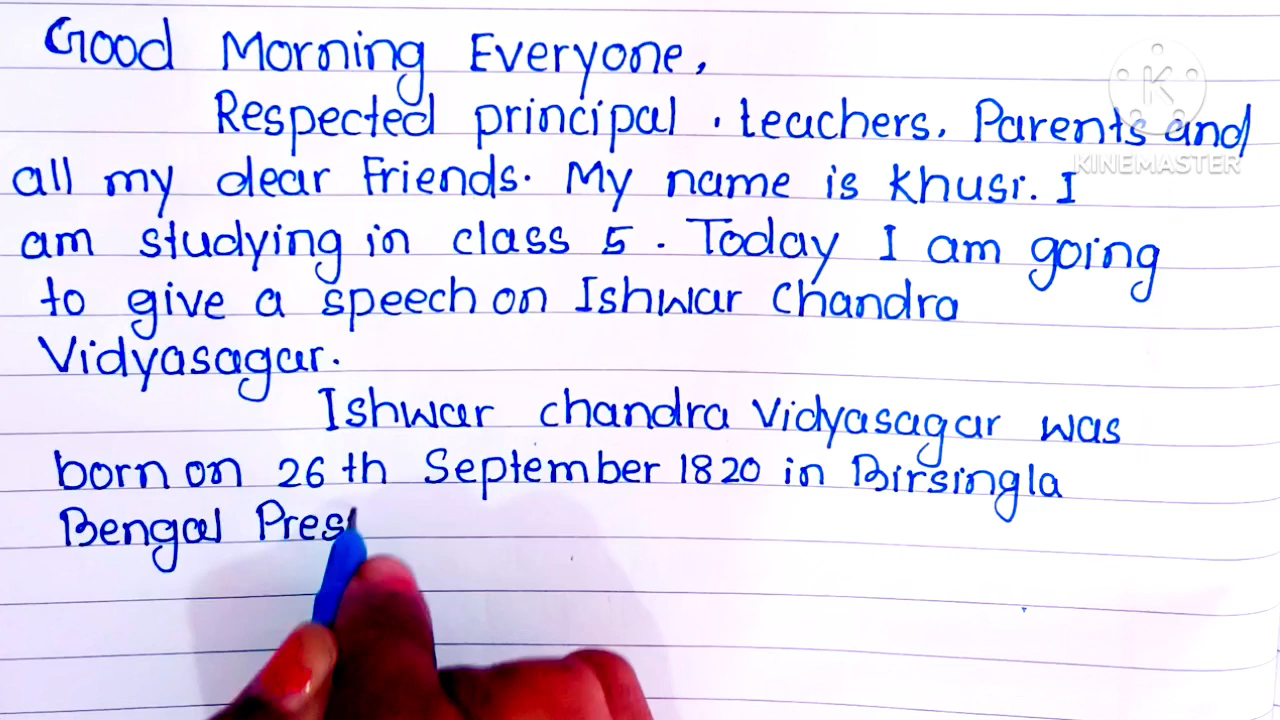 Good Morning Everyone,
Respected principal, teachers, Parents and
all my dear Friends. My name is Khusi. I
am studying in class 5. Today I am going
to give a speech on Ishwar Chandra
Vidyasagar.
Ishwar chandra Vidyasagar was
born on 26th September 1820 in Birsingla
Bengal Pres
K
KINEMASTER